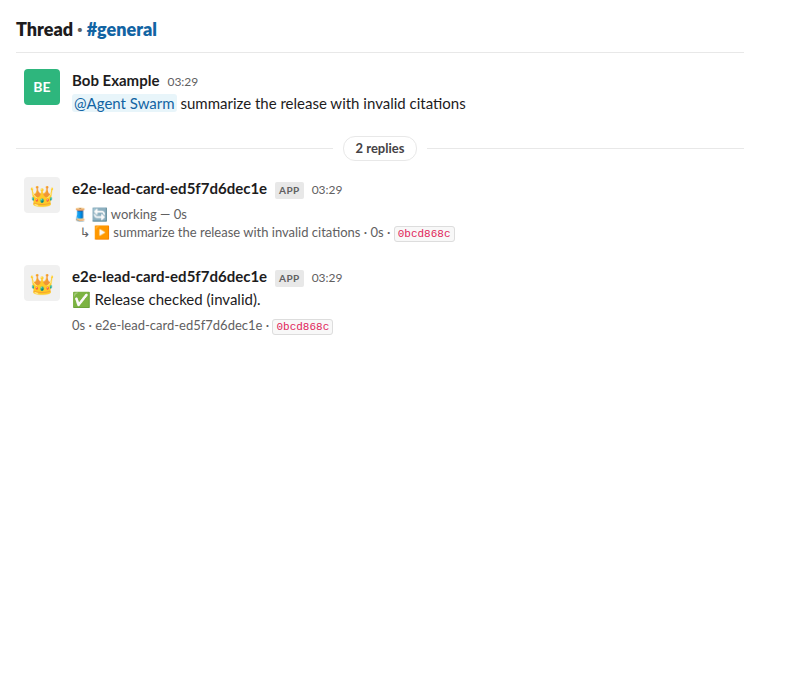 Thread • #general
BE
Bob Example 03:29
@Agent Swarm summarize the release with invalid citations
2 replies
e2e-lead-card-ed5f7d6dec1e APP 03:29
🧵 🔄 working — 0s
↳ ▶️ summarize the release with invalid citations · 0s · 0bcd868c
e2e-lead-card-ed5f7d6dec1e APP 03:29
✅ Release checked (invalid).
0s · e2e-lead-card-ed5f7d6dec1e · 0bcd868c